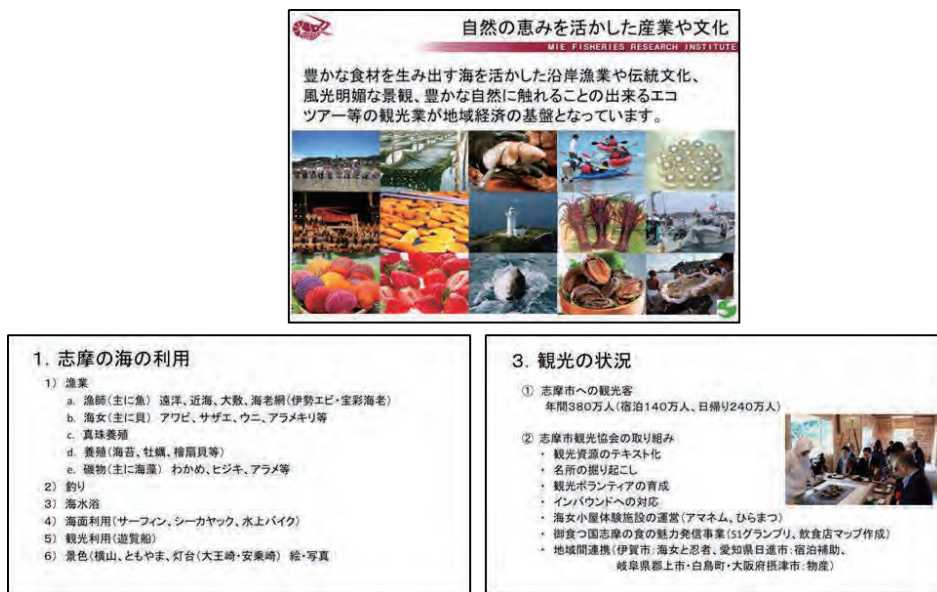 自然の恵みを活かした産業や文化
MIE FISHERIES RESEARCH INSTITUTE
豊かな食材を生み出す海を活かした沿岸漁業や伝統文化、
風光明媚な景観、豊かな自然に触れることの出来るエコ
ツアー等の観光業が地域経済の基盤となっています。
1．志摩の海の利用
1） 漁業
a. 漁師（主に魚） 遠洋、近海、大敷、海老網（伊勢エビ・宝彩海老）
b. 海女（主に貝） アワビ、サザエ、ウニ、アラメキリ等
c. 真珠養殖
d. 養殖（海苔、牡蠣、檜扇貝等）
e. 磯物（主に海藻） わかめ、ヒジキ、アラメ等
2） 釣り
3） 海水浴
4） 海面利用（サーフィン、シーカヤック、水上バイク）
5） 観光利用（遊覧船）
6） 景色（横山、ともやま、灯台（大王崎・安乗崎） 絵・写真
3．観光の状況
① 志摩市への観光客
年間380万人（宿泊140万人、日帰り240万人）
② 志摩市観光協会の取り組み
・ 観光資源のテキスト化
・ 名所の掘り起こし
・ 観光ボランティアの育成
・ インバウンドへの対応
・ 海女小屋体験施設の運営（アマネム、ひらまつ）
・ 御食つ国志摩の食の魅力発信事業（S1グランプリ、飲食店マップ作成）
・ 地域間連携（伊賀市：海女と忍者、愛知県日進市：宿泊補助、
岐阜県郡上市・白鳥町・大阪府摂津市：物産）